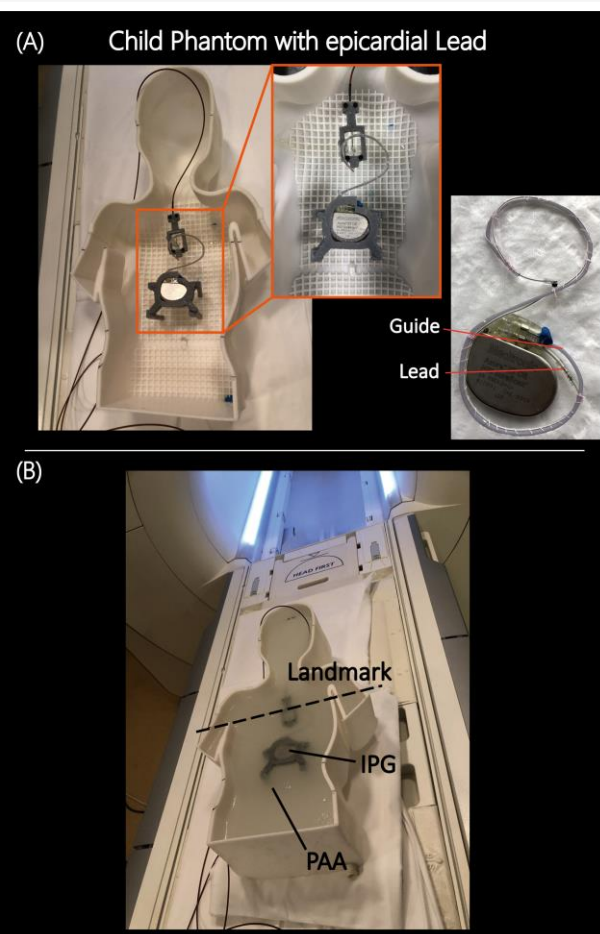 (A)
Child Phantom with epicardial Lead
Guide
Lead
(B)
HEAD FIRST
Landmark
IPG
PAA